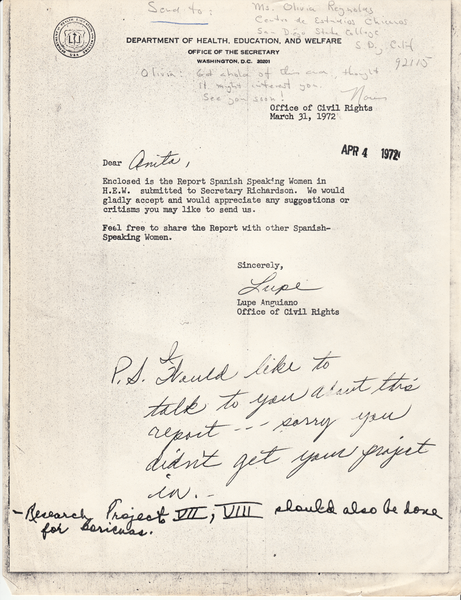 Send to: Ms. Olivia Reynolds
Centro de Estudios Chicanos
San Diego State College
S.D., Calif.
92115
DEPARTMENT OF HEALTH, EDUCATION, AND WELFARE
OFFICE OF THE SECRETARY
WASHINGTON, D.C. 20201
Olivia: Got ahold of this one, thought
it might interest you.
See you soon!
Office of Civil Rights
March 31, 1972
APR 4 1972
Dear Anita,
Enclosed is the Report Spanish Speaking Women in
H.E.W. submitted to Secretary Richardson. We would
gladly accept and would appreciate any suggestions or
critisms you may like to send us.
Feel free to share the Report with other Spanish-
Speaking Women.
Sincerely,
Lupe
Lupe Anguiano
Office of Civil Rights
P.S. I Would like to
talk to you about this
report --- sorry you
didn't get your project
in.-
- Research Project VII, VIII should also be done
for Boricuas.